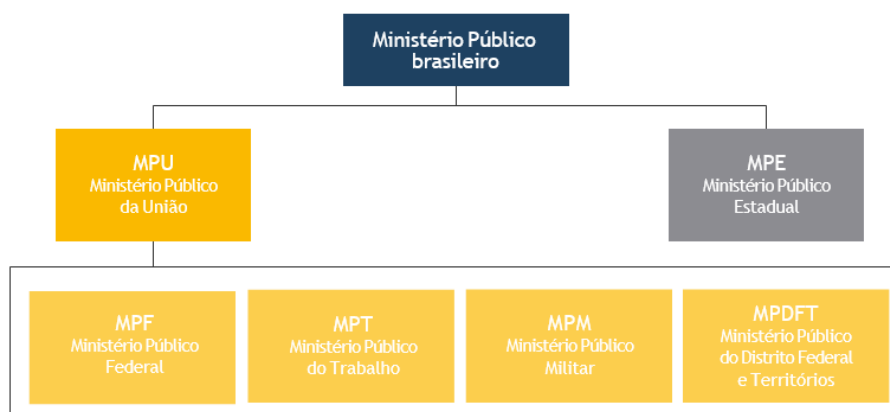 Ministério Público
brasileiro
MPU
Ministério Público
da União
MPE
Ministério Público
Estadual
MPF
Ministério Público
Federal
MPT
Ministério Público
do Trabalho
MPM
Ministério Público
Militar
MPDFT
Ministério Público
do Distrito Federal
e Territórios